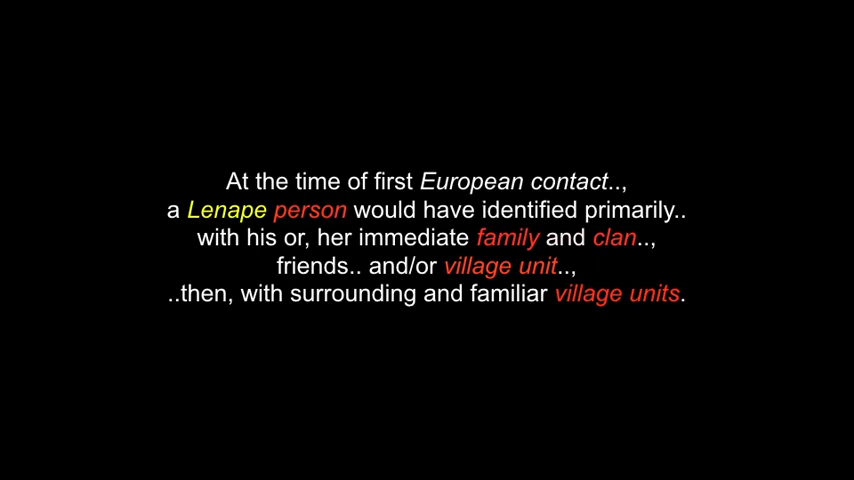 At the time of first European contact..,
a Lenape person would have identified primarily..
with his or, her immediate family and clan..,
friends.. and/or village unit..,
..then, with surrounding and familiar village units.